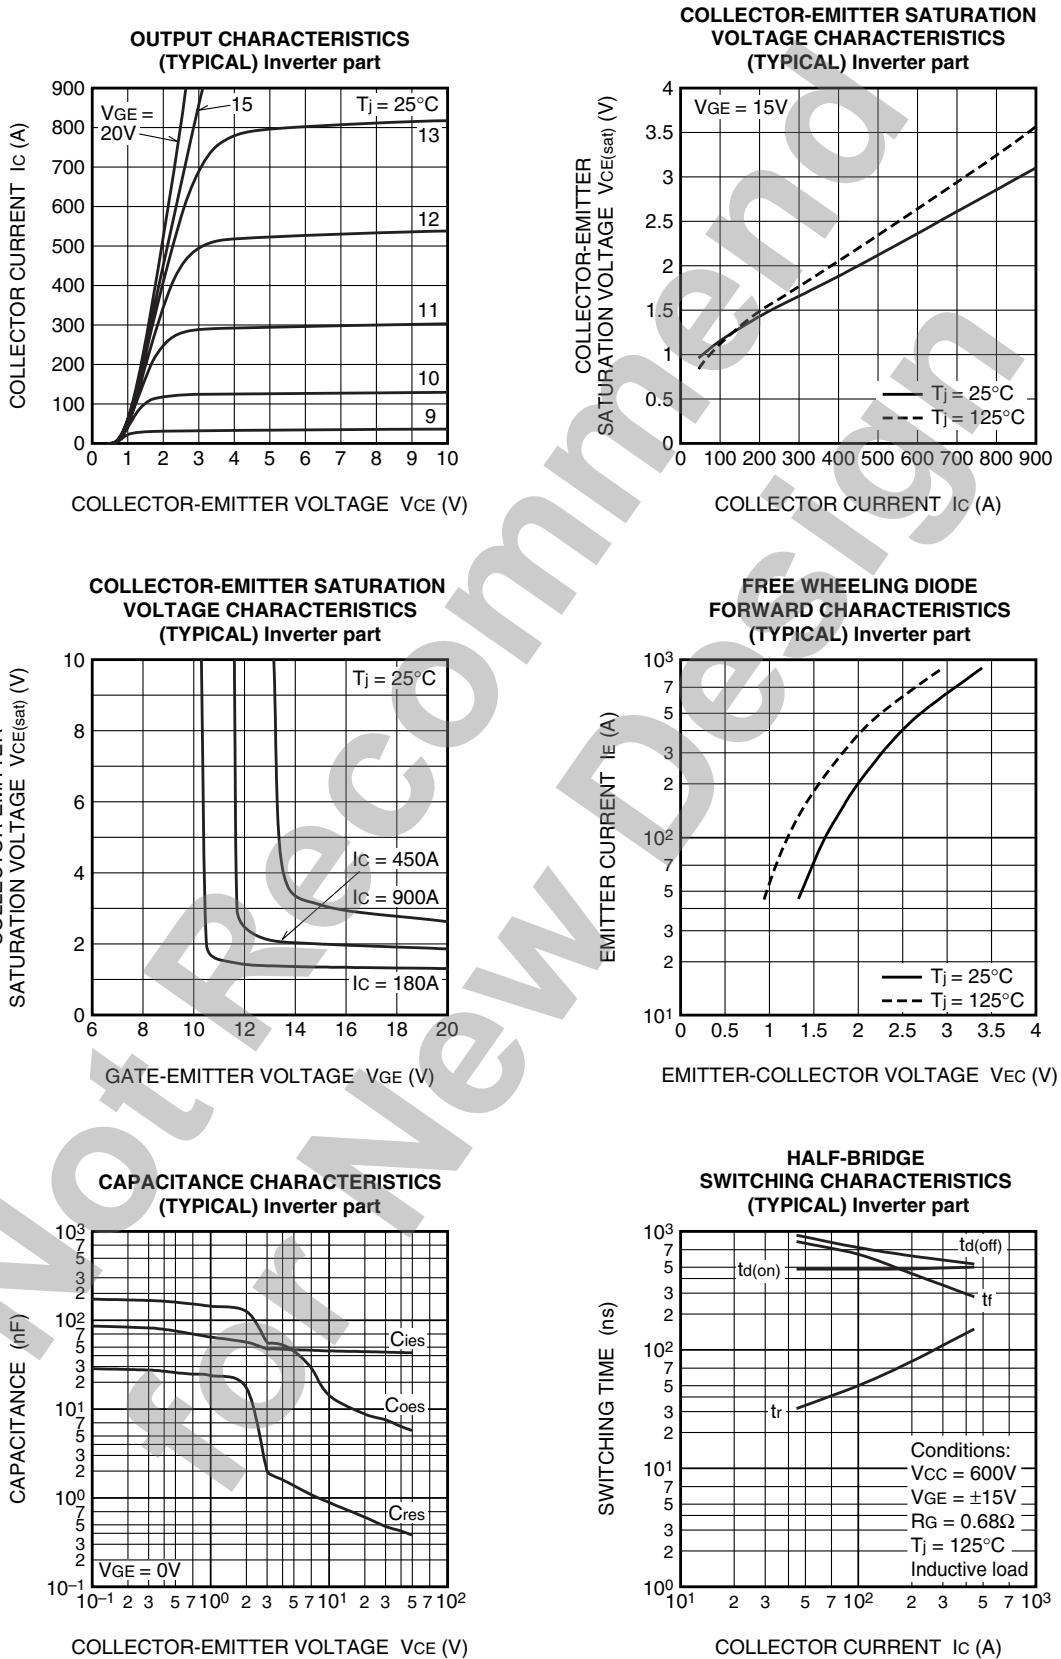 OUTPUT CHARACTERISTICS
(TYPICAL) Inverter part
COLLECTOR CURRENT IC (A)
900
800
700
600
500
400
300
200
100
0
VGE =
20V
15
Tj = 25°C
13
12
11
10
9
0 1 2 3 4 5 6 7 8 9 10
COLLECTOR-EMITTER VOLTAGE VCE (V)
COLLECTOR-EMITTER SATURATION
VOLTAGE CHARACTERISTICS
(TYPICAL) Inverter part
COLLECTOR-EMITTER
SATURATION VOLTAGE VCE(sat) (V)
4
3.5
3
2.5
2
1.5
1
0.5
0
VGE = 15V
Tj = 25°C
Tj = 125°C
0 100 200 300 400 500 600 700 800 900
COLLECTOR CURRENT IC (A)
COLLECTOR-EMITTER SATURATION
VOLTAGE CHARACTERISTICS
(TYPICAL) Inverter part
SATURATION VOLTAGE VCE(sat) (V)
10
8
6
4
2
0
Tj = 25°C
IC = 450A
IC = 900A
IC = 180A
6 8 10 12 14 16 18 20
GATE-EMITTER VOLTAGE VGE (V)
FREE WHEELING DIODE
FORWARD CHARACTERISTICS
(TYPICAL) Inverter part
EMITTER CURRENT IE (A)
10³
7
5
3
2
10²
7
5
3
2
10¹
Tj = 25°C
Tj = 125°C
0 0.5 1 1.5 2 2.5 3 3.5 4
EMITTER-COLLECTOR VOLTAGE VEC (V)
CAPACITANCE CHARACTERISTICS
(TYPICAL) Inverter part
CAPACITANCE (nF)
10³
7
5
3
2
10²
7
5
3
2
10¹
7
5
3
2
10⁰
7
5
3
2
10⁻¹
Cies
Coes
Cres
VGE = 0V
10⁻¹ 2 3 5 7 10⁰ 2 3 5 7 10¹ 2 3 5 7 10²
COLLECTOR-EMITTER VOLTAGE VCE (V)
HALF-BRIDGE
SWITCHING CHARACTERISTICS
(TYPICAL) Inverter part
SWITCHING TIME (ns)
10³
7
5
3
2
10²
7
5
3
2
10¹
7
5
3
2
10⁰
td(off)
td(on)
tf
tr
Conditions:
VCC = 600V
VGE = ±15V
RG = 0.68Ω
Tj = 125°C
Inductive load
10¹ 2 3 5 7 10² 2 3 5 7 10³
COLLECTOR CURRENT IC (A)
Not Recommend
for New Design